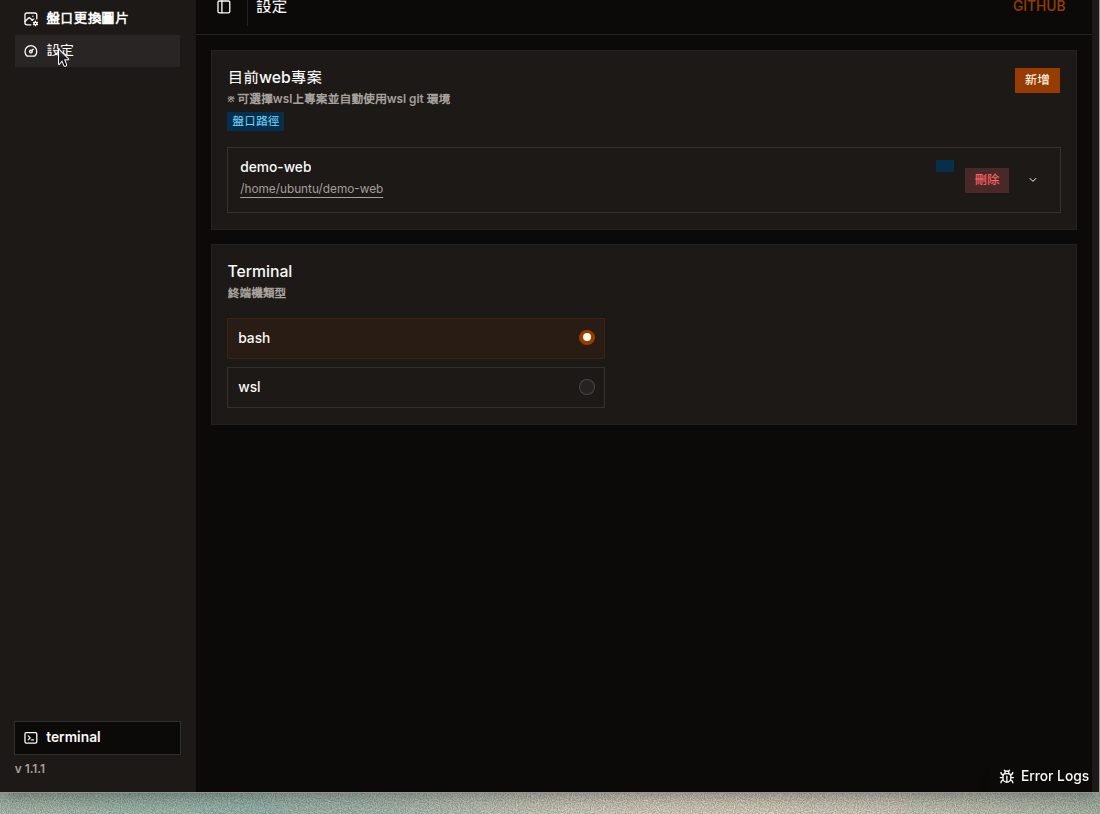 盤口更換圖片
設定
terminal
v 1.1.1
設定
GITHUB
目前web專案
※ 可選擇wsl上專案並自動使用wsl git 環境
盤口路徑
新增
demo-web
/home/ubuntu/demo-web
刪除
Terminal
終端機類型
bash
wsl
Error Logs